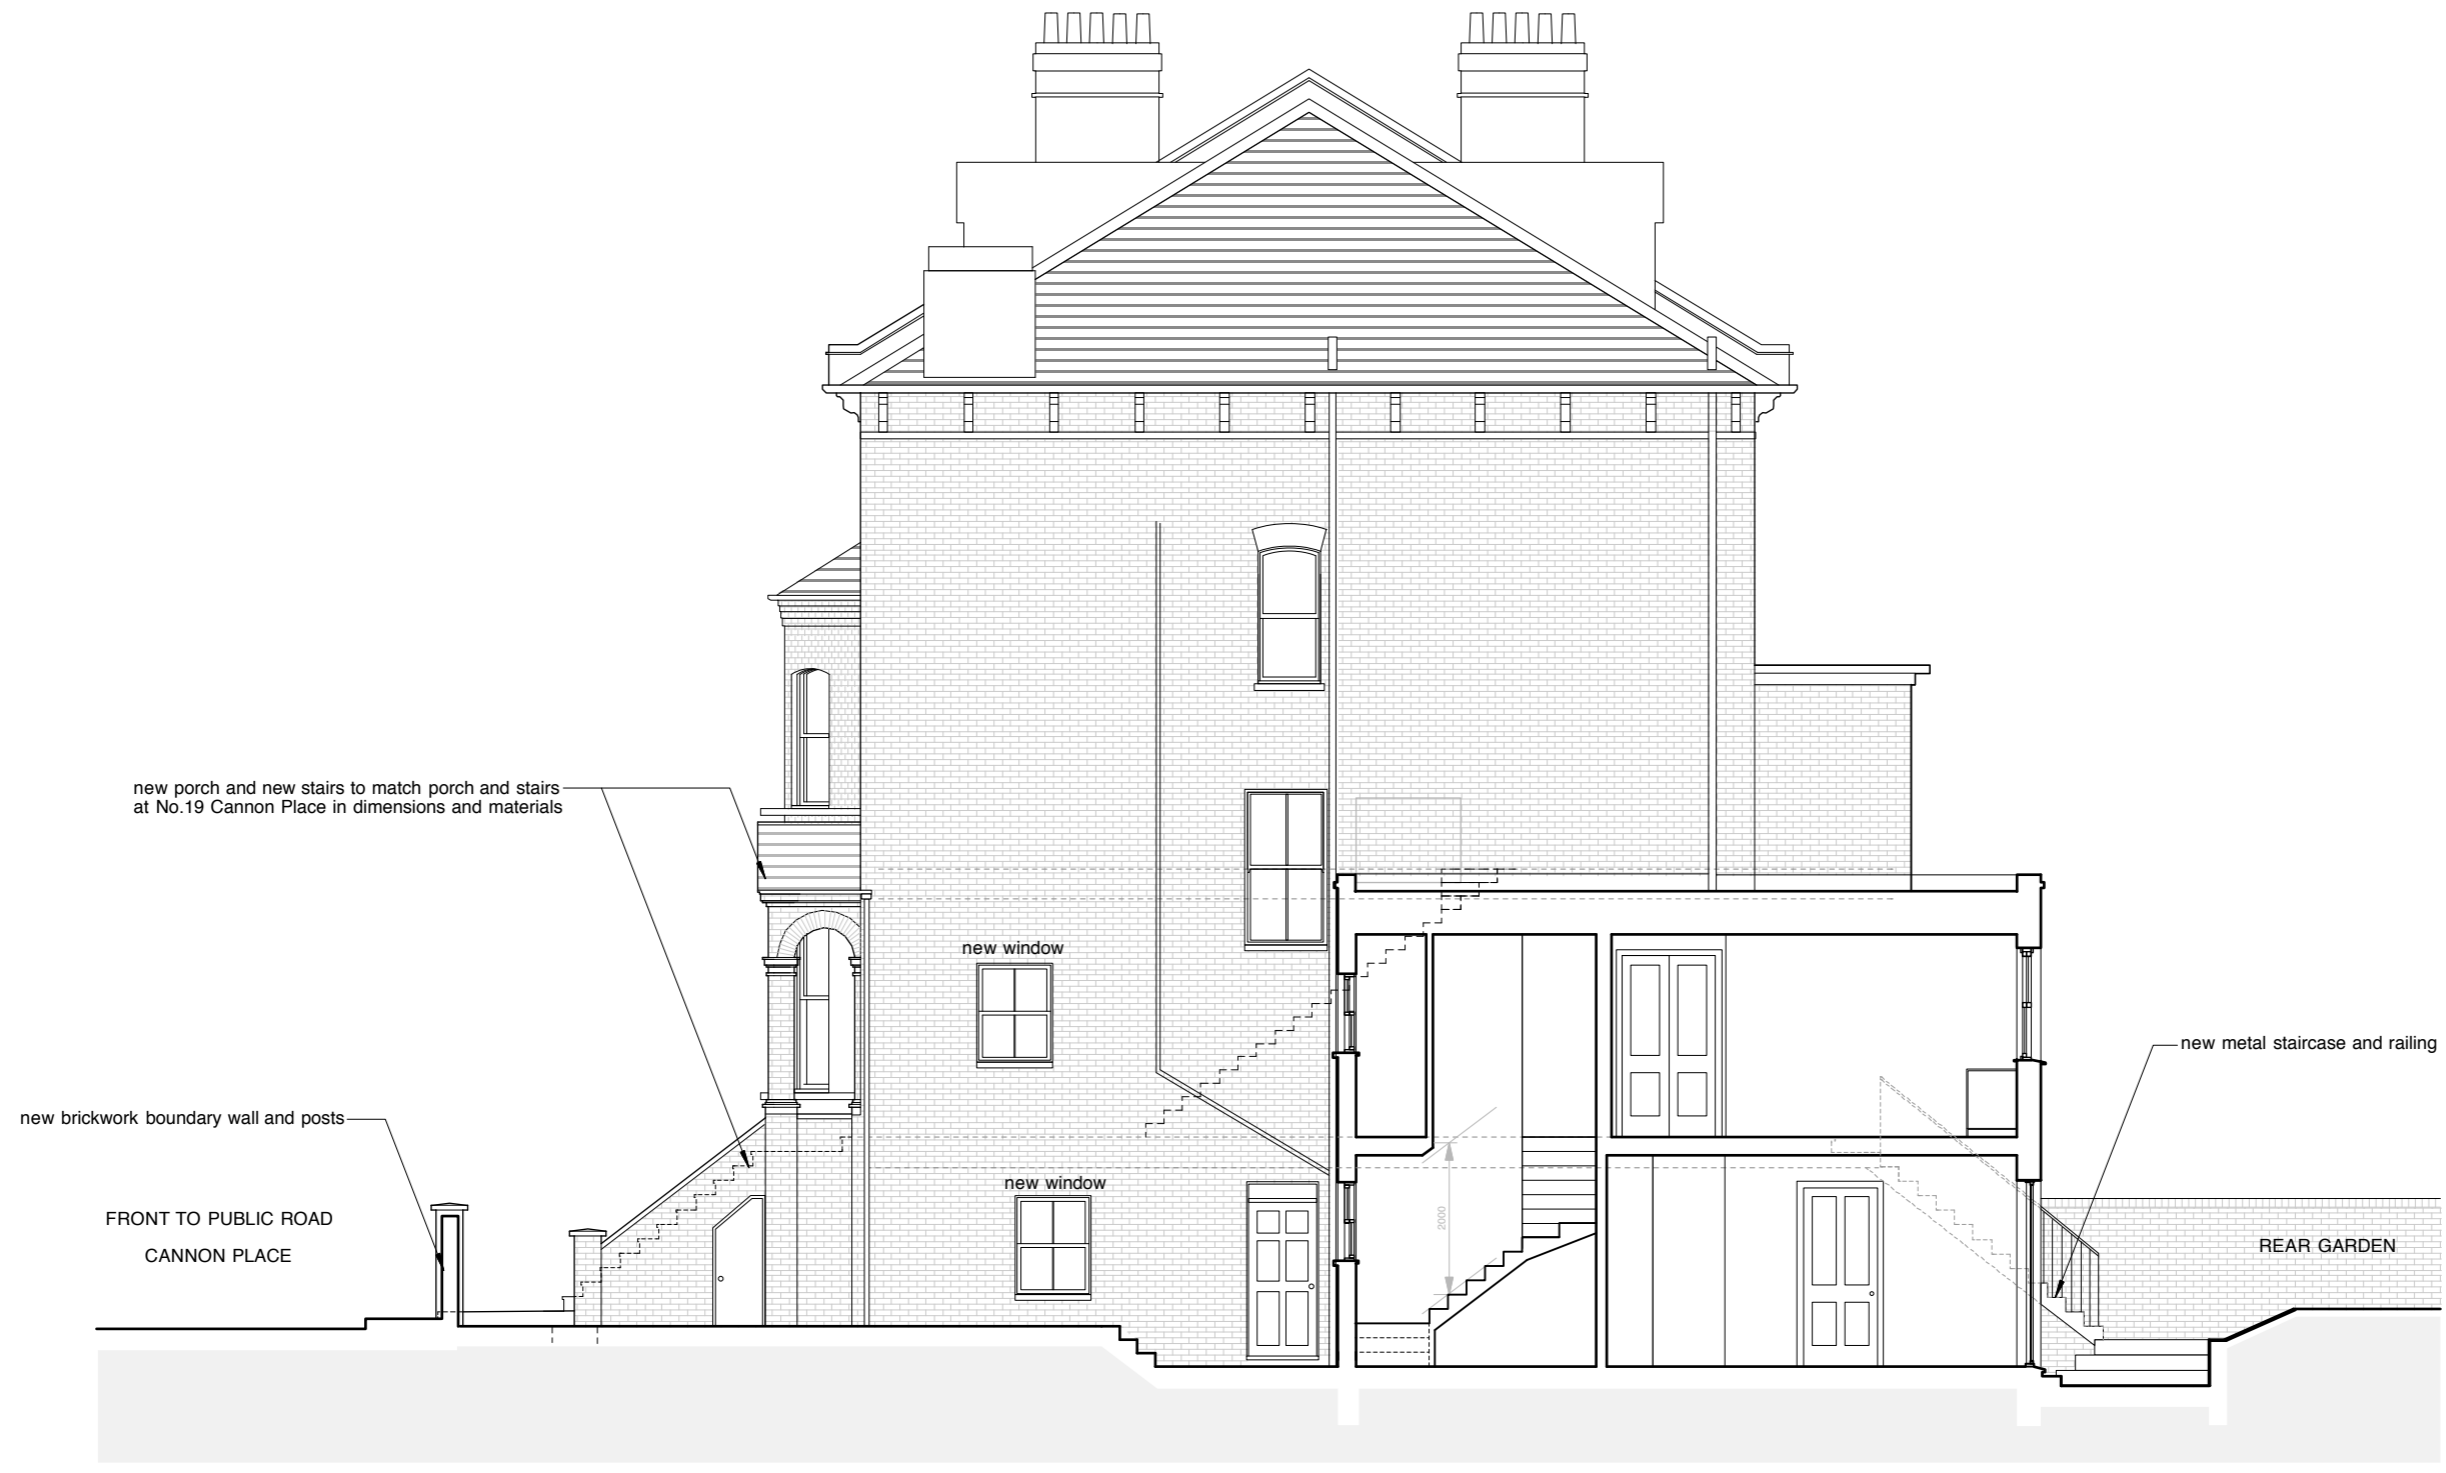 new porch and new stairs to match porch and stairs
at No.19 Cannon Place in dimensions and materials
new window
new metal staircase and railing
new brickwork boundary wall and posts
new window
2000
FRONT TO PUBLIC ROAD
CANNON PLACE
REAR GARDEN